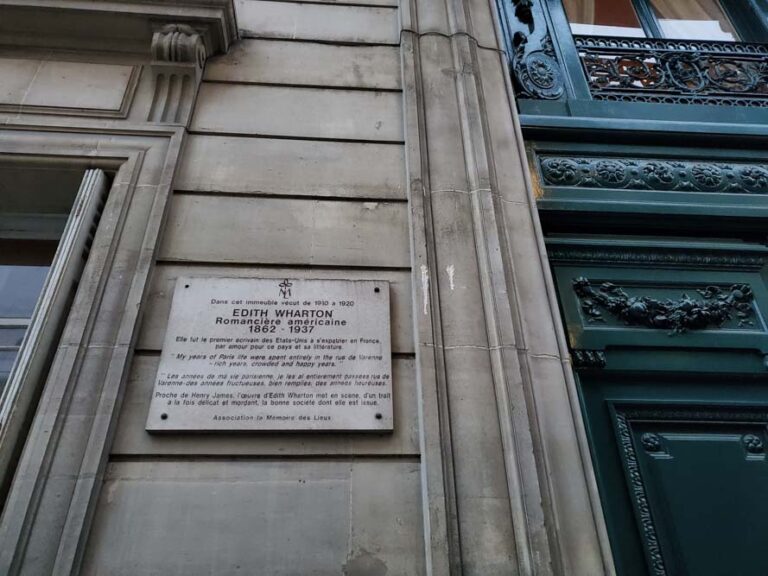 Dans cet immeuble vécut de 1910 à 1920
EDITH WHARTON
Romancière américaine
1862 - 1937
Elle fut le premier écrivain des Etats-Unis à s'expatrier en France,
par amour pour ce pays et sa littérature.
"My years of Paris life were spent entirely in the rue de Varenne
- rich years, crowded and happy years."
"Les années de ma vie parisienne, je les ai entièrement passées rue de
Varenne-des années fructueuses, bien remplies, des années heureuses.
Proche de Henry James, l'œuvre d'Edith Wharton met en scène, d'un trait
à la fois délicat et mordant, la bonne société dont elle est issue.
Association la Mémoire des Lieux